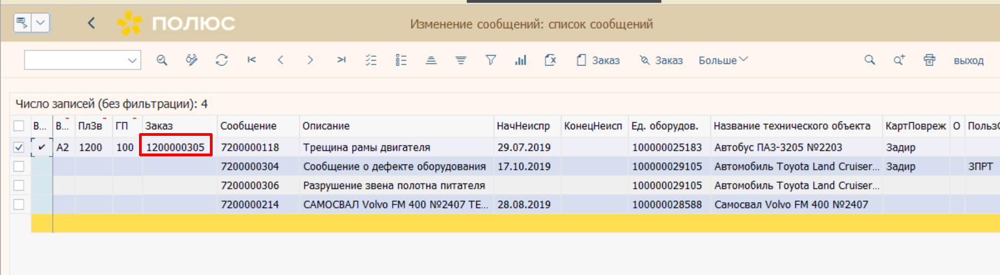 ПОЛЮС
Изменение сообщений: список сообщений
Заказ Заказ Больше выход
Число записей (без фильтрации): 4
В... В... ПлЗв ГП Заказ Сообщение Описание НачНеиспр КонецНеисп Ед. оборудов. Название технического объекта КартПовреж О ПользС
A2 1200 100 1200000305 7200000118 Трещина рамы двигателя 29.07.2019 100000025183 Автобус ПАЗ-3205 №2203 Задир
7200000304 Сообщение о дефекте оборудования 17.10.2019 100000029105 Автомобиль Toyota Land Cruiser... Задир ЗПРТ
7200000306 Разрушение звена полотна питателя 100000029105 Автомобиль Toyota Land Cruiser...
7200000214 САМОСВАЛ Volvo FM 400 №2407 ТЕ... 28.08.2019 100000028588 Самосвал Volvo FM 400 №2407